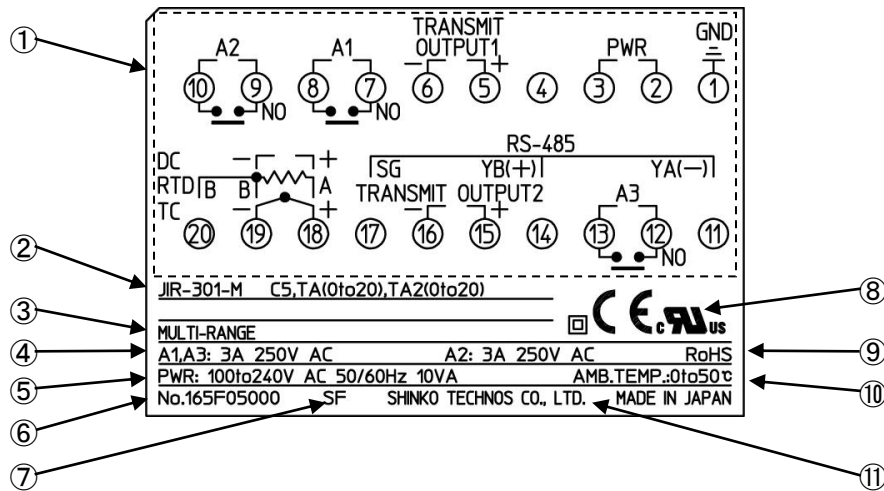 ①
TRANSMIT
OUTPUT1
GND
A2 A1 PWR
− +
⑩ ⑨ ⑧ ⑦ ⑥ ⑤ ④ ③ ② ①
NO NO
RS-485
DC − + SG YB(+) YA(−)
RTD B B A TRANSMIT OUTPUT2 A3
TC − + − +
⑳ ⑲ ⑱ ⑰ ⑯ ⑮ ⑭ ⑬ ⑫ ⑪
NO
②
JIR-301-M C5,TA(0to20),TA2(0to20)
⑧
CE c RU US
③
MULTI-RANGE
④
A1,A3: 3A 250V AC A2: 3A 250V AC RoHS
⑨
⑤
PWR: 100to240V AC 50/60Hz 10VA AMB.TEMP.:0to50℃
⑩
⑥
No.165F05000 SF SHINKO TECHNOS CO., LTD. MADE IN JAPAN
⑦
⑪